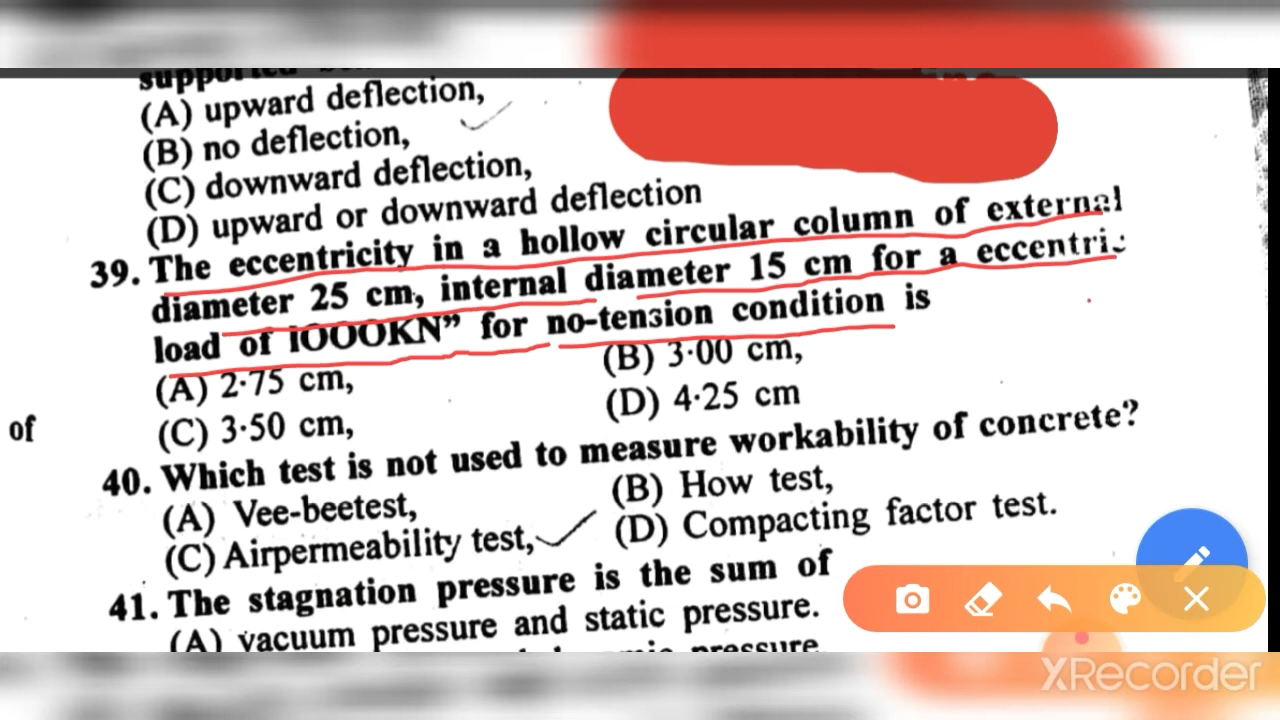 supported
(A) upward deflection,
(B) no deflection,
(C) downward deflection,
(D) upward or downward deflection
39. The eccentricity in a hollow circular column of external
diameter 25 cm, internal diameter 15 cm for a eccentric
load of IOOOKN” for no-tension condition is
(A) 2·75 cm,
(B) 3·00 cm,
(C) 3·50 cm,
(D) 4·25 cm
of
40. Which test is not used to measure workability of concrete?
(A) Vee-beetest,
(B) How test,
(C) Airpermeability test,
(D) Compacting factor test.
41. The stagnation pressure is the sum of
(A) vacuum pressure and static pressure.
pressure
XRecorder